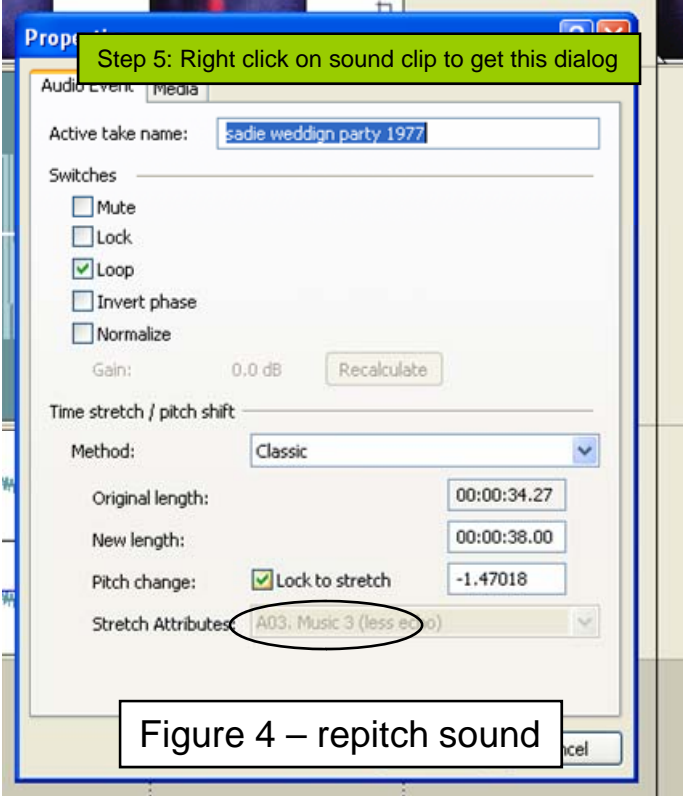 Step 5: Right click on sound clip to get this dialog
Audio Event Media
Active take name: sadie weddign party 1977
Switches
Mute
Lock
Loop
Invert phase
Normalize
Gain: 0.0 dB Recalculate
Time stretch / pitch shift
Method: Classic
Original length: 00:00:34.27
New length: 00:00:38.00
Pitch change: Lock to stretch -1.47018
Stretch Attributes: A03. Music 3 (less echo)
Figure 4 – repitch sound